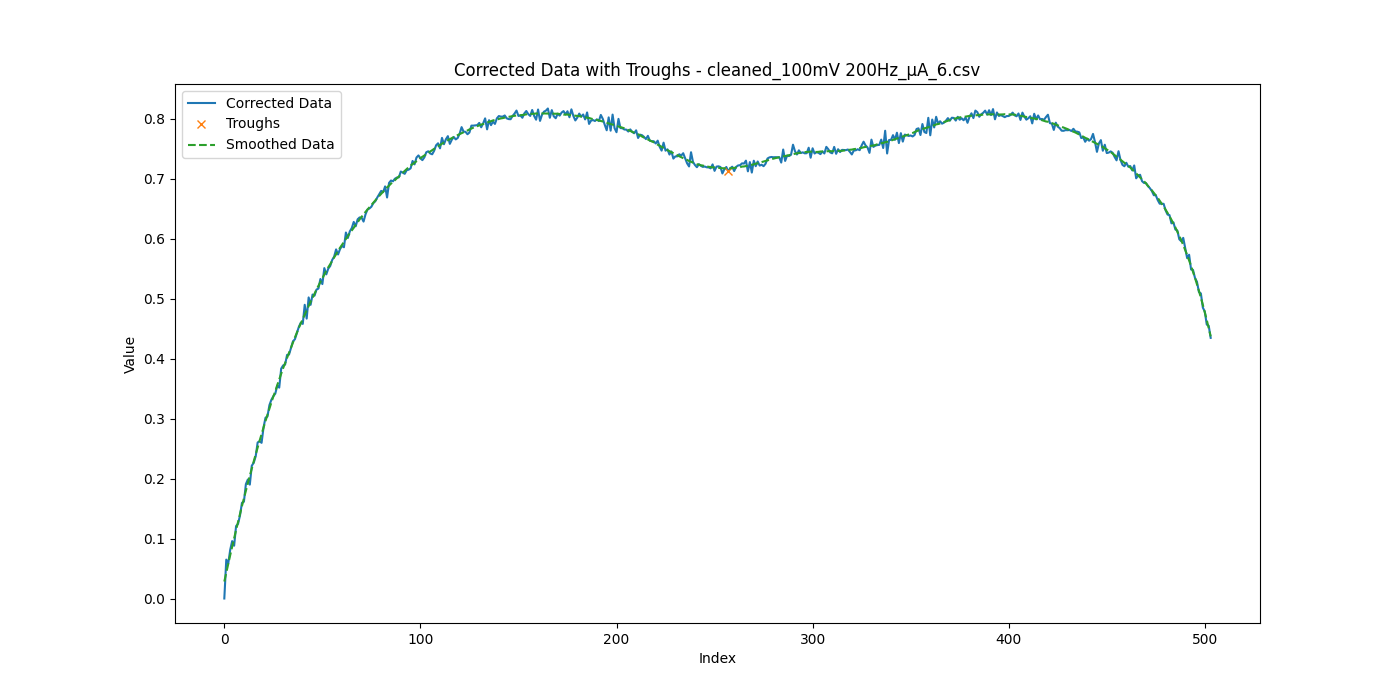 Corrected Data with Troughs - cleaned_100mV 200Hz_μA_6.csv
Corrected Data
Troughs
Smoothed Data
Value
0.8
0.7
0.6
0.5
0.4
0.3
0.2
0.1
0.0
0 100 200 300 400 500
Index